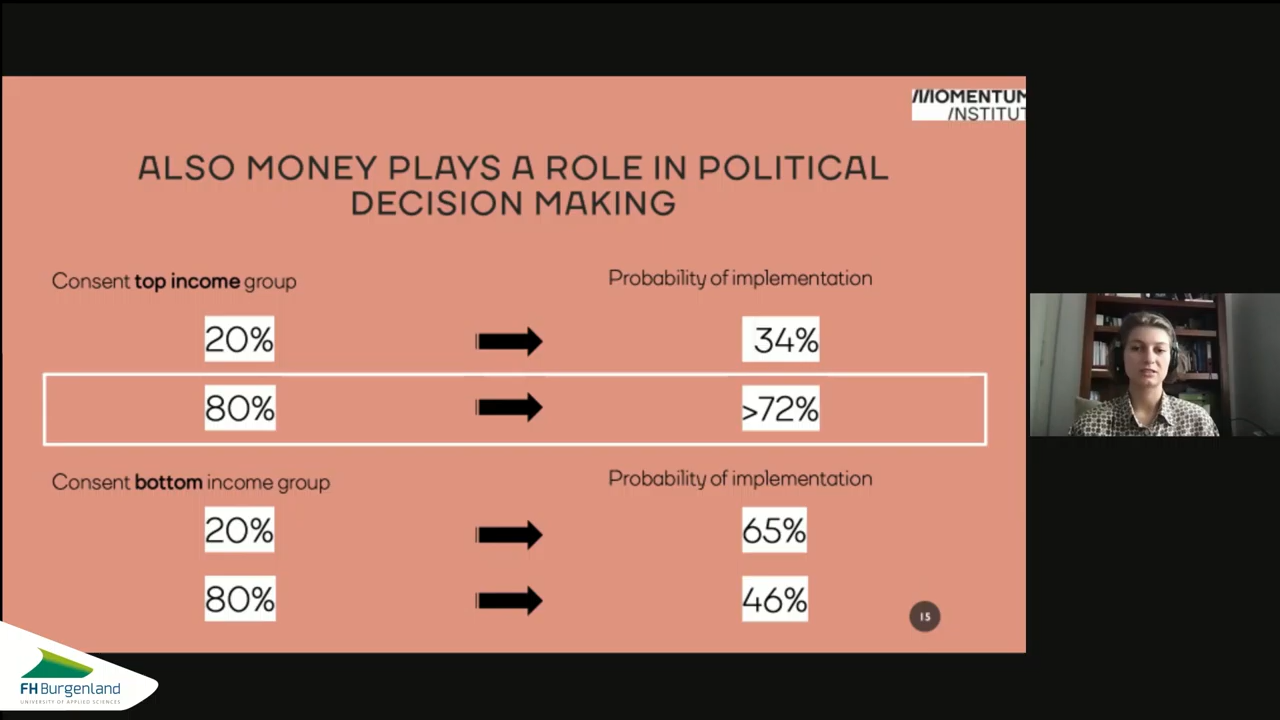 MOMENTUM
INSTITUT
ALSO MONEY PLAYS A ROLE IN POLITICAL
DECISION MAKING
Consent top income group
Probability of implementation
20%
34%
80%
>72%
Consent bottom income group
Probability of implementation
20%
65%
80%
46%
15
FH Burgenland
UNIVERSITY OF APPLIED SCIENCES